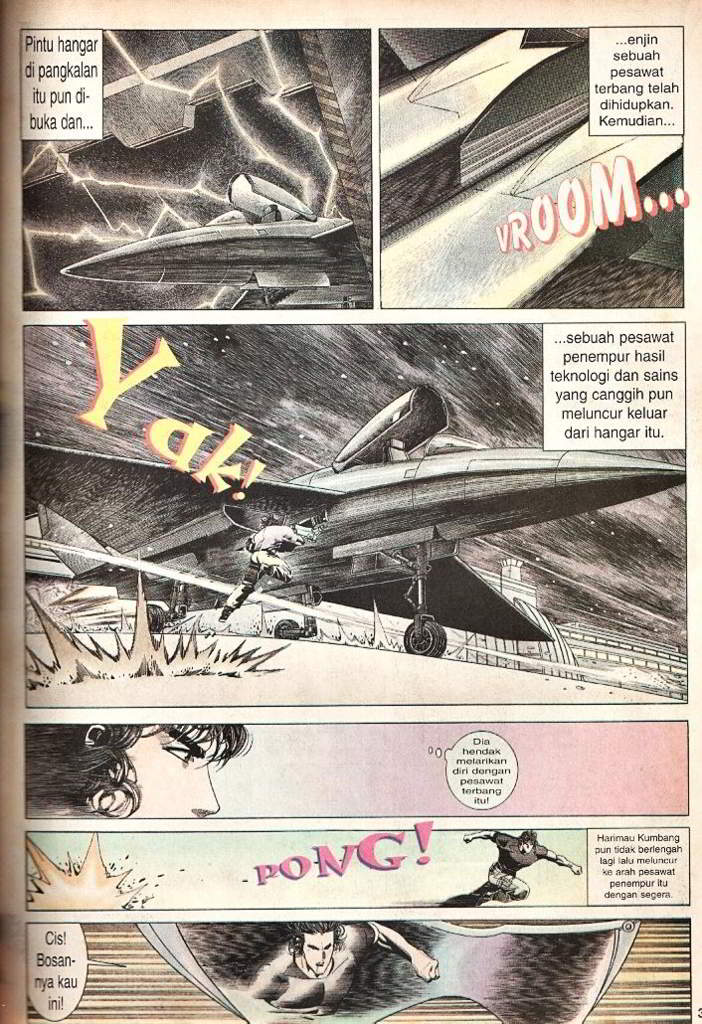 Pintu hangar
di pangkalan
itu pun di-
buka dan...
...enjin
sebuah
pesawat
terbang telah
dihidupkan.
Kemudian...
VROOM...
...sebuah pesawat
penempur hasil
teknologi dan sains
yang canggih pun
meluncur keluar
dari hangar itu.
Yak!
Dia
hendak
melarikan
diri dengan
pesawat
terbang
itu!
PONG!
Harimau Kumbang
pun tidak berlengah
lagi lalu meluncur
ke arah pesawat
penempur itu
dengan segera.
Cis!
Bosan-
nya kau
ini!
3